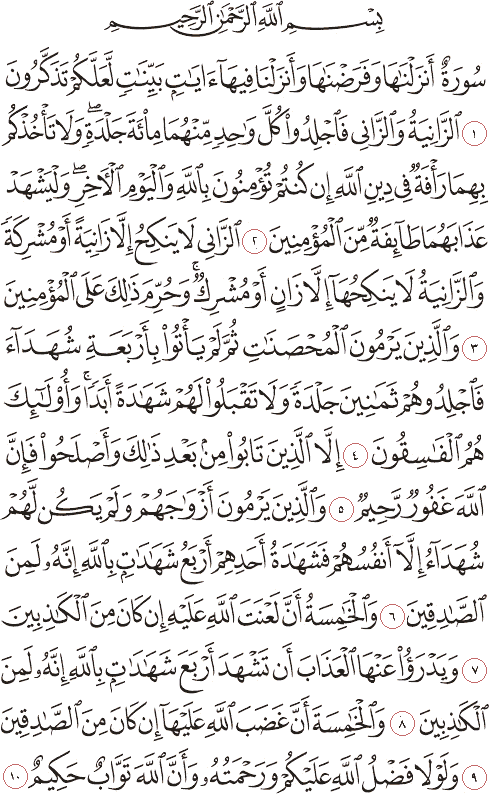 بِسْمِ اللَّهِ الرَّحْمَٰنِ الرَّحِيمِ
سُورَةٌ أَنزَلْنَٰهَا وَفَرَضْنَٰهَا وَأَنزَلْنَا فِيهَآ ءَايَٰتٍۭ بَيِّنَٰتٍ لَّعَلَّكُمْ تَذَكَّرُونَ
١ ٱلزَّانِيَةُ وَٱلزَّانِى فَٱجْلِدُوا۟ كُلَّ وَٰحِدٍ مِّنْهُمَا مِا۟ئَةَ جَلْدَةٍ ۖ وَلَا تَأْخُذْكُم
بِهِمَا رَأْفَةٌ فِى دِينِ ٱللَّهِ إِن كُنتُمْ تُؤْمِنُونَ بِٱللَّهِ وَٱلْيَوْمِ ٱلْءَاخِرِ ۖ وَلْيَشْهَدْ
عَذَابَهُمَا طَآئِفَةٌ مِّنَ ٱلْمُؤْمِنِينَ ٢ ٱلزَّانِى لَا يَنكِحُ إِلَّا زَانِيَةً أَوْ مُشْرِكَةً
وَٱلزَّانِيَةُ لَا يَنكِحُهَآ إِلَّا زَانٍ أَوْ مُشْرِكٌ ۚ وَحُرِّمَ ذَٰلِكَ عَلَى ٱلْمُؤْمِنِينَ
٣ وَٱلَّذِينَ يَرْمُونَ ٱلْمُحْصَنَٰتِ ثُمَّ لَمْ يَأْتُوا۟ بِأَرْبَعَةِ شُهَدَآءَ
فَٱجْلِدُوهُمْ ثَمَٰنِينَ جَلْدَةً وَلَا تَقْبَلُوا۟ لَهُمْ شَهَٰدَةً أَبَدًا ۚ وَأُو۟لَٰٓئِكَ
هُمُ ٱلْفَٰسِقُونَ ٤ إِلَّا ٱلَّذِينَ تَابُوا۟ مِنۢ بَعْدِ ذَٰلِكَ وَأَصْلَحُوا۟ فَإِنَّ
ٱللَّهَ غَفُورٌ رَّحِيمٌ ٥ وَٱلَّذِينَ يَرْمُونَ أَزْوَٰجَهُمْ وَلَمْ يَكُن لَّهُمْ
شُهَدَآءُ إِلَّآ أَنفُسُهُمْ فَشَهَٰدَةُ أَحَدِهِمْ أَرْبَعُ شَهَٰدَٰتٍۭ بِٱللَّهِ إِنَّهُۥ لَمِنَ
ٱلصَّٰدِقِينَ ٦ وَٱلْخَٰمِسَةُ أَنَّ لَعْنَتَ ٱللَّهِ عَلَيْهِ إِن كَانَ مِنَ ٱلْكَٰذِبِينَ
٧ وَيَدْرَؤُا۟ عَنْهَا ٱلْعَذَابَ أَن تَشْهَدَ أَرْبَعَ شَهَٰدَٰتٍۭ بِٱللَّهِ إِنَّهُۥ لَمِنَ
ٱلْكَٰذِبِينَ ٨ وَٱلْخَٰمِسَةَ أَنَّ غَضَبَ ٱللَّهِ عَلَيْهَآ إِن كَانَ مِنَ ٱلصَّٰدِقِينَ
٩ وَلَوْلَا فَضْلُ ٱللَّهِ عَلَيْكُمْ وَرَحْمَتُهُۥ وَأَنَّ ٱللَّهَ تَوَّابٌ حَكِيمٌ ١٠